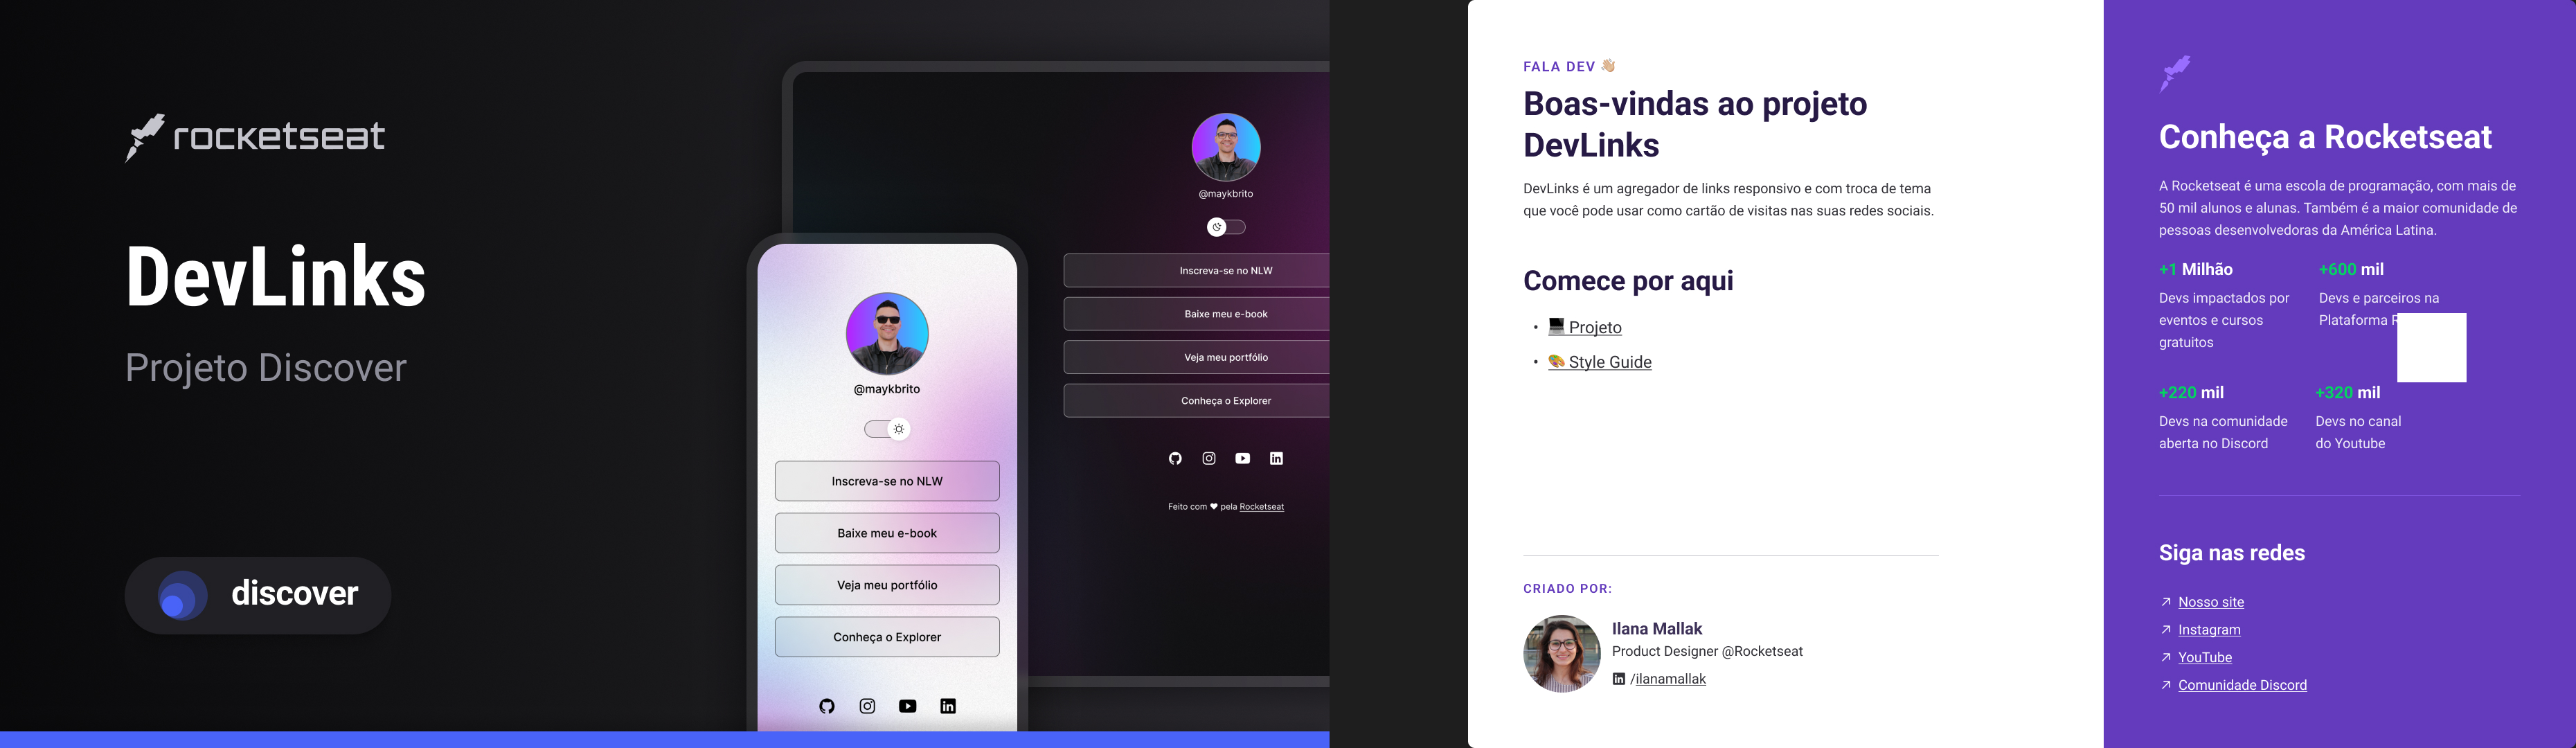 rocketseat
DevLinks
Projeto Discover
discover
@maykbrito
Inscreva-se no NLW
Baixe meu e-book
Veja meu portfólio
Conheça o Explorer
@maykbrito
Inscreva-se no NLW
Baixe meu e-book
Veja meu portfólio
Conheça o Explorer
Feito com ♥ pela Rocketseat
FALA DEV 👋🏼
Boas-vindas ao projeto
DevLinks
DevLinks é um agregador de links responsivo e com troca de tema
que você pode usar como cartão de visitas nas suas redes sociais.
Comece por aqui
• 💻 Projeto
• 🎨 Style Guide
CRIADO POR:
Ilana Mallak
Product Designer @Rocketseat
/ilanamallak
Conheça a Rocketseat
A Rocketseat é uma escola de programação, com mais de
50 mil alunos e alunas. Também é a maior comunidade de
pessoas desenvolvedoras da América Latina.
+1 Milhão
Devs impactados por
eventos e cursos
gratuitos
+600 mil
Devs e parceiros na
Plataforma
+220 mil
Devs na comunidade
aberta no Discord
+320 mil
Devs no canal
do Youtube
Siga nas redes
Nosso site
Instagram
YouTube
Comunidade Discord